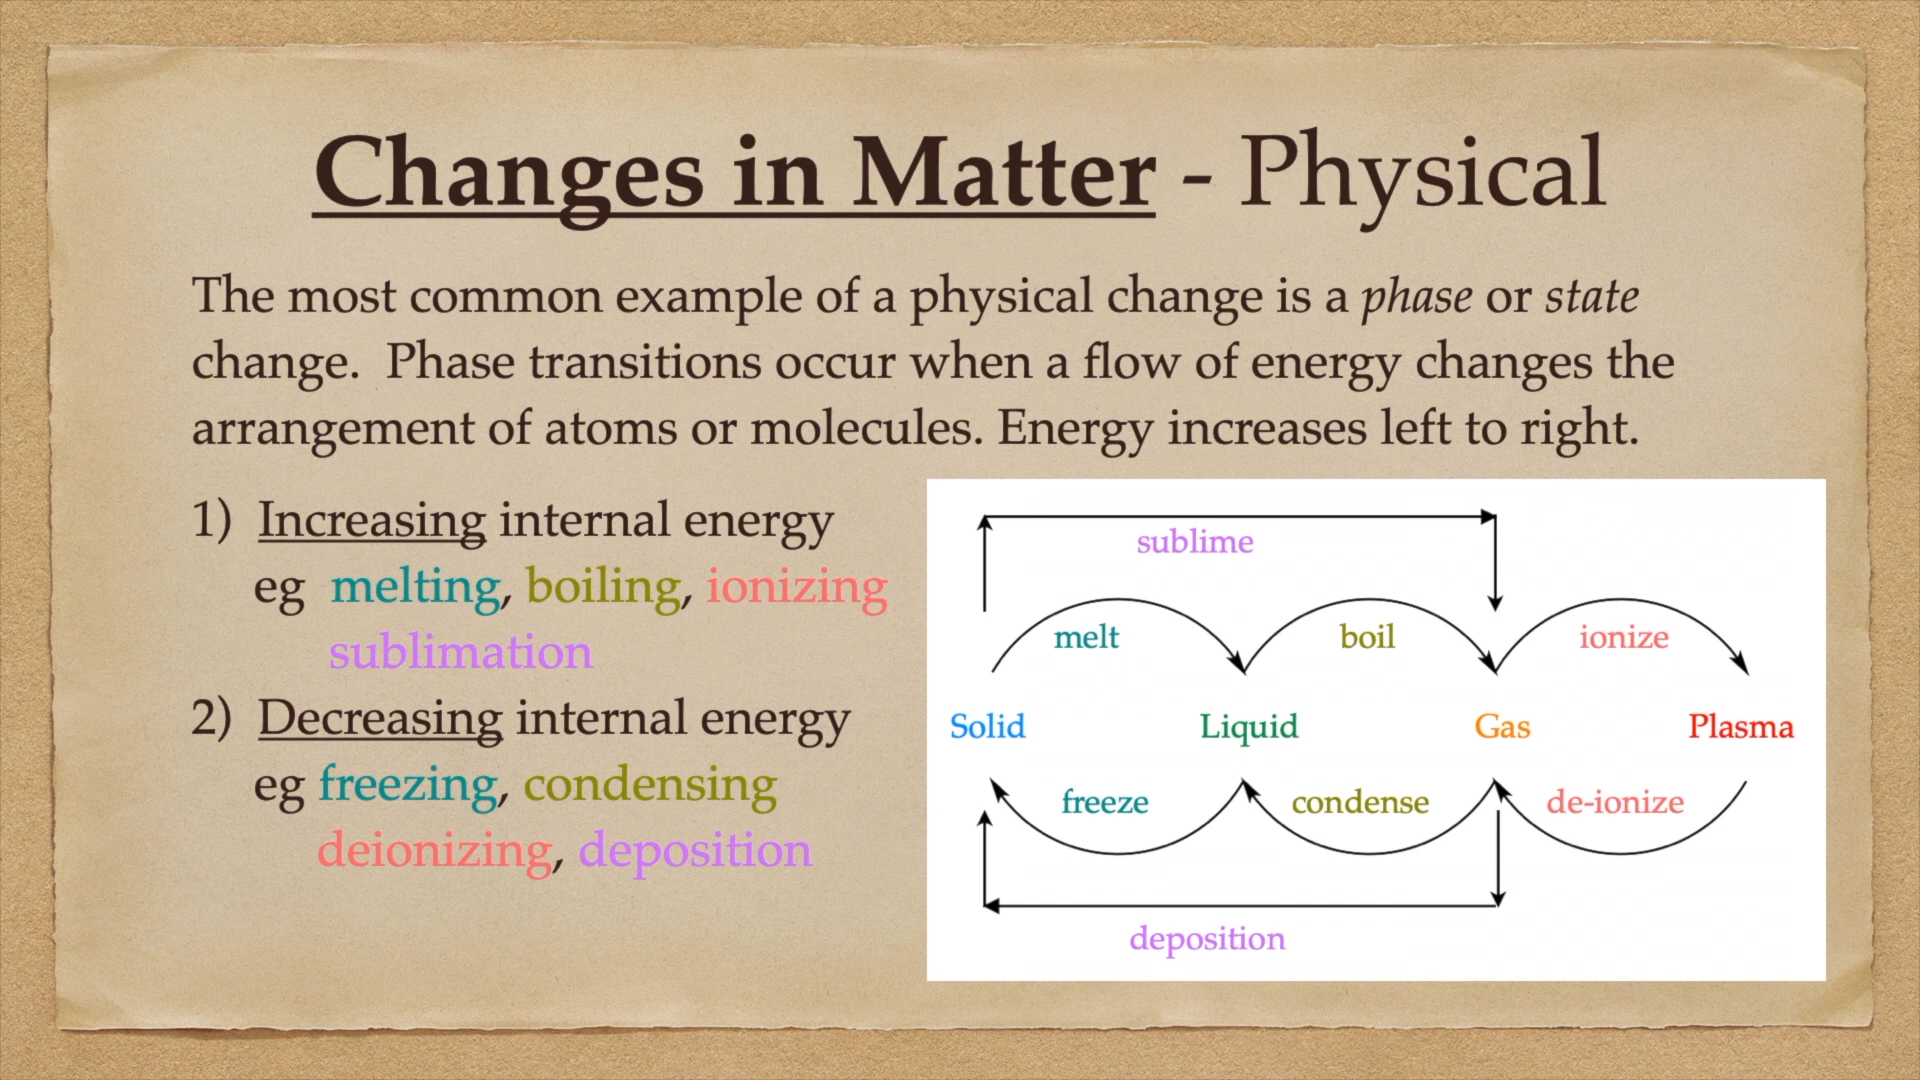 Changes in Matter - Physical
The most common example of a physical change is a phase or state
change.  Phase transitions occur when a flow of energy changes the
arrangement of atoms or molecules. Energy increases left to right.
1) Increasing internal energy
eg melting, boiling, ionizing
sublimation
2) Decreasing internal energy
eg freezing, condensing
deionizing, deposition
sublime
melt boil ionize
Solid Liquid Gas Plasma
freeze condense de-ionize
deposition